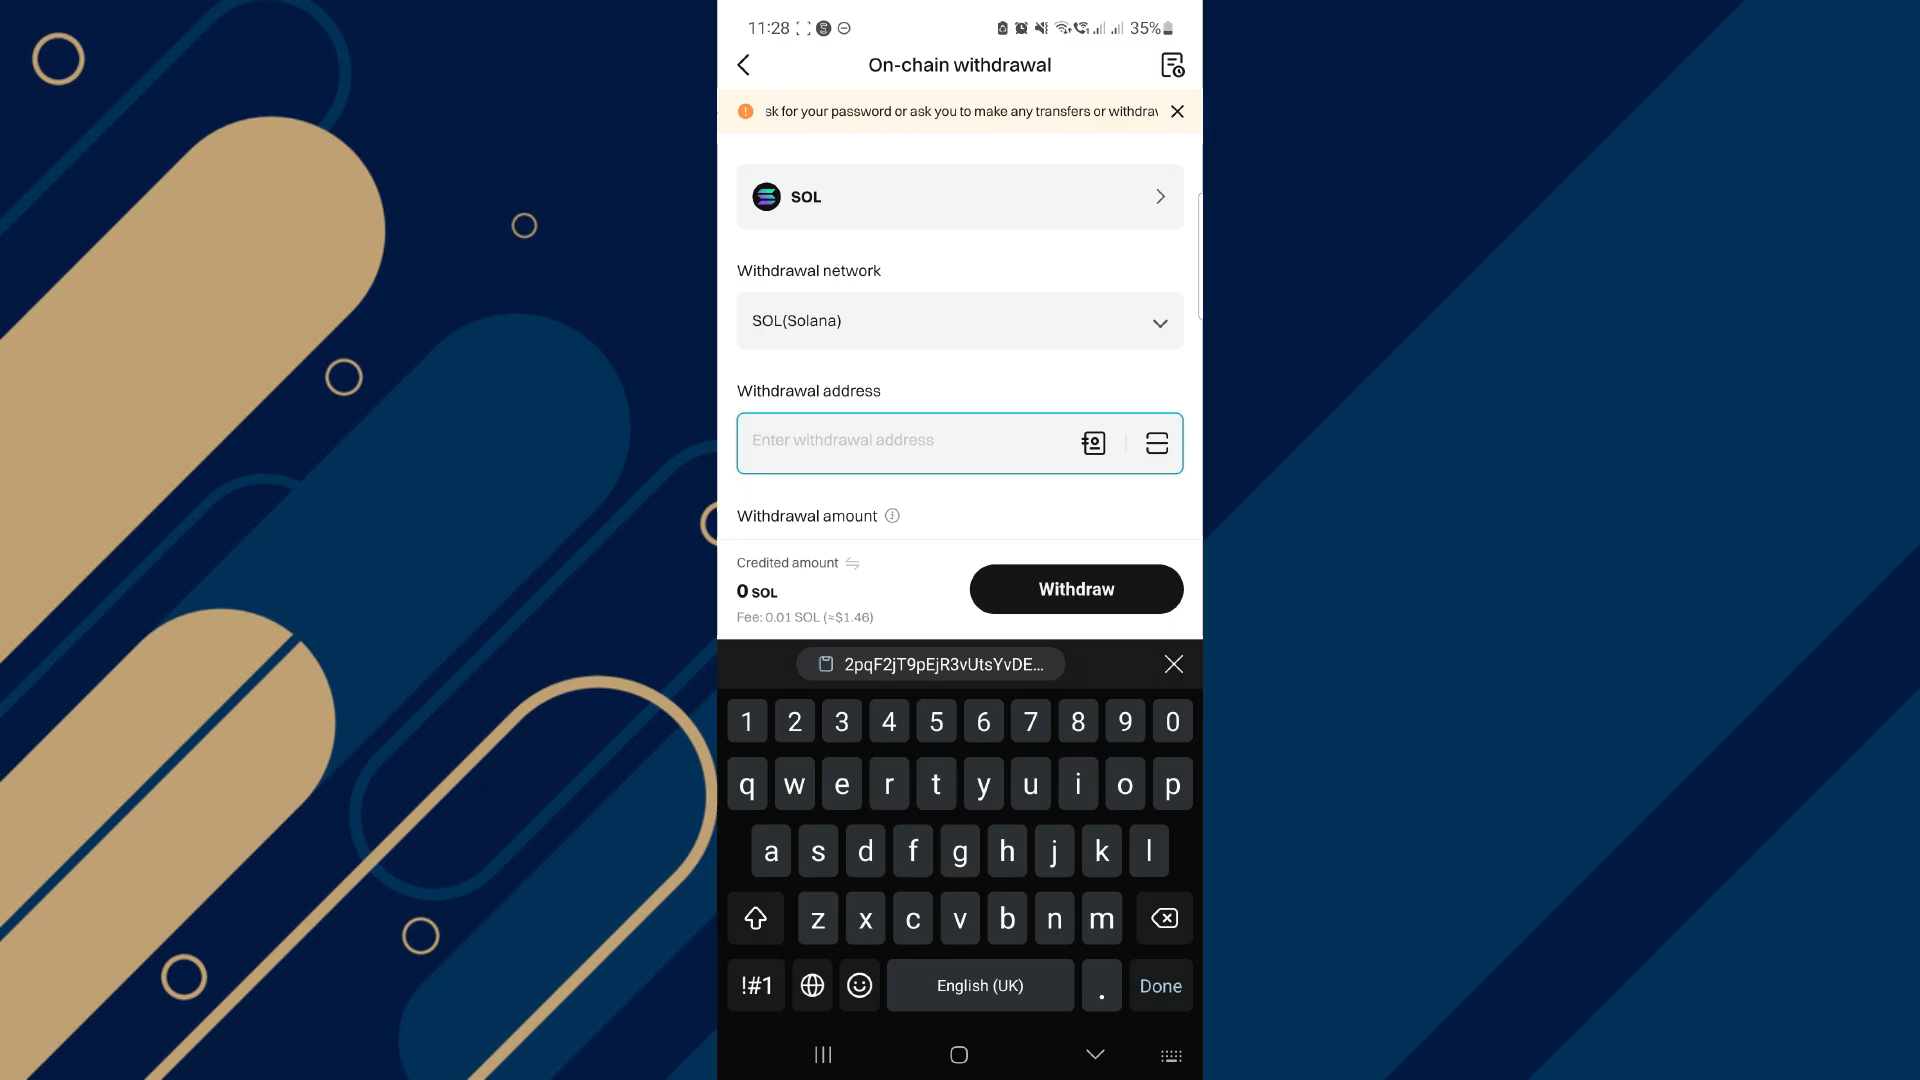 11:28
35%
On-chain withdrawal
sk for your password or ask you to make any transfers or withdra
SOL
Withdrawal network
SOL(Solana)
Withdrawal address
Enter withdrawal address
Withdrawal amount
Credited amount
0 SOL
Fee: 0.01 SOL (≈$1.46)
Withdraw
2pqF2jT9pEjR3vUtsYvDE...
1 2 3 4 5 6 7 8 9 0
q w e r t y u i o p
a s d f g h j k l
z x c v b n m
!#1 English (UK) . Done